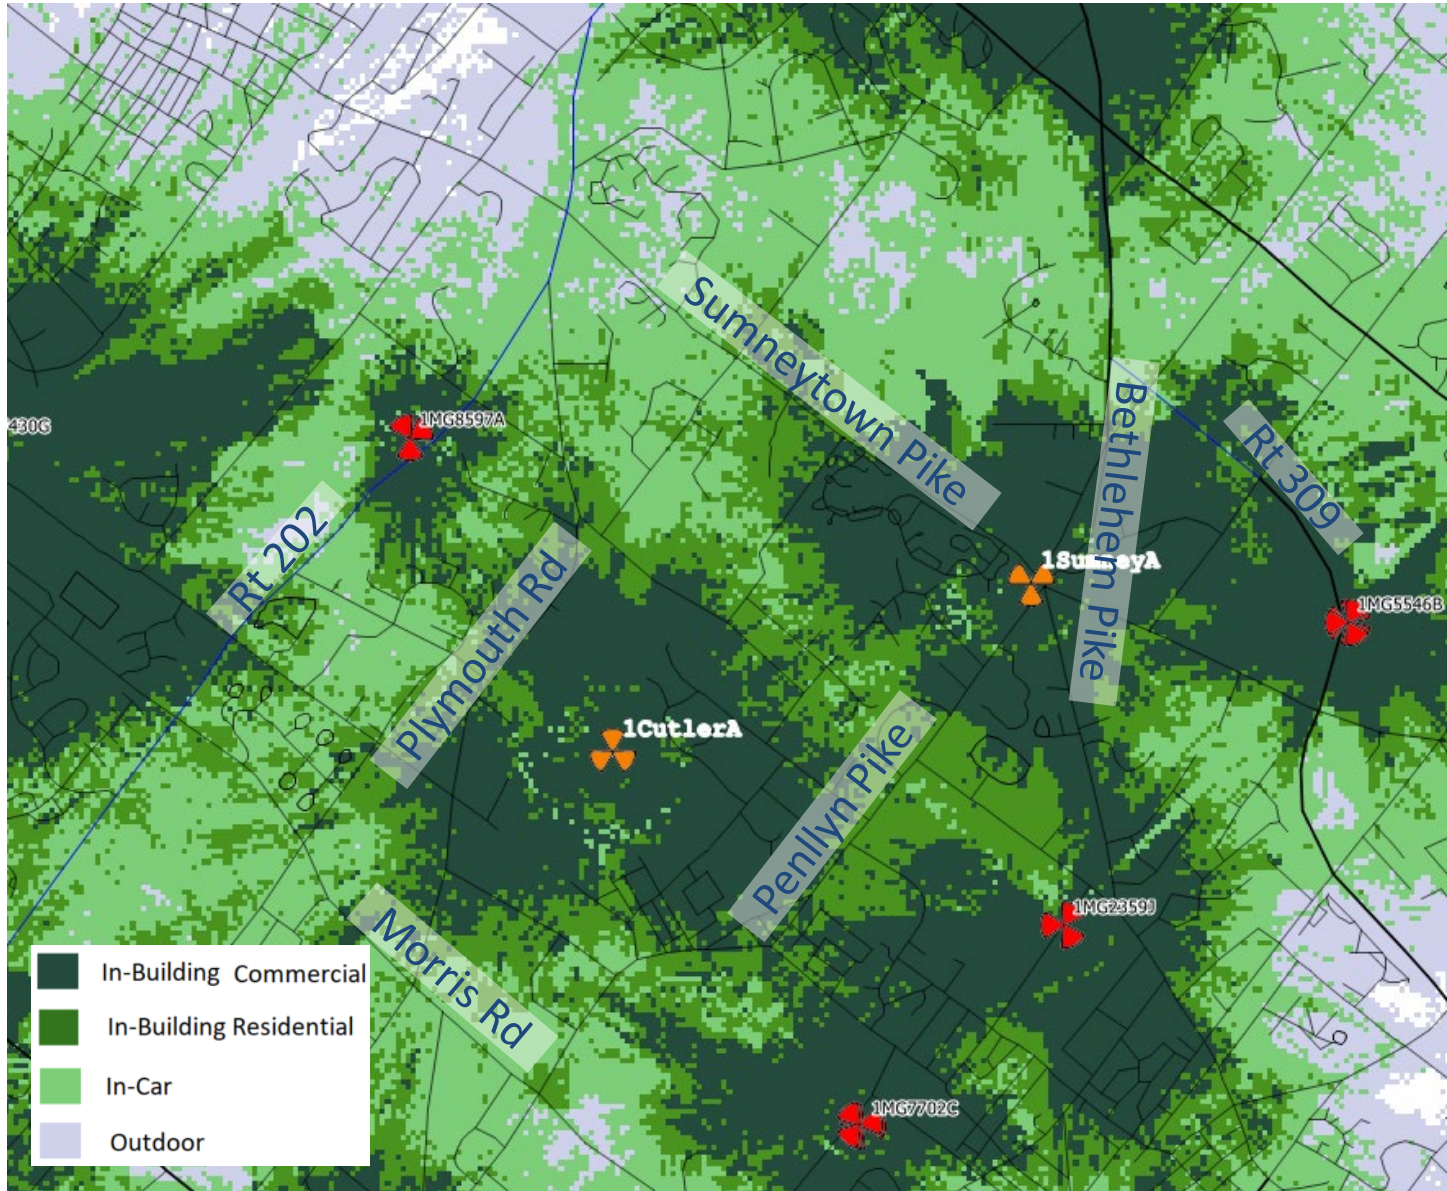 Sumneytown Pike
Bethlehem Pike
Rt 309
430G
1MG8597A
Rt 202
Plymouth Rd
1SumneyA
1MG5546B
1CutlerA
Penllyn Pike
1MG2359J
Morris Rd
1MG7702C
In-Building Commercial
In-Building Residential
In-Car
Outdoor